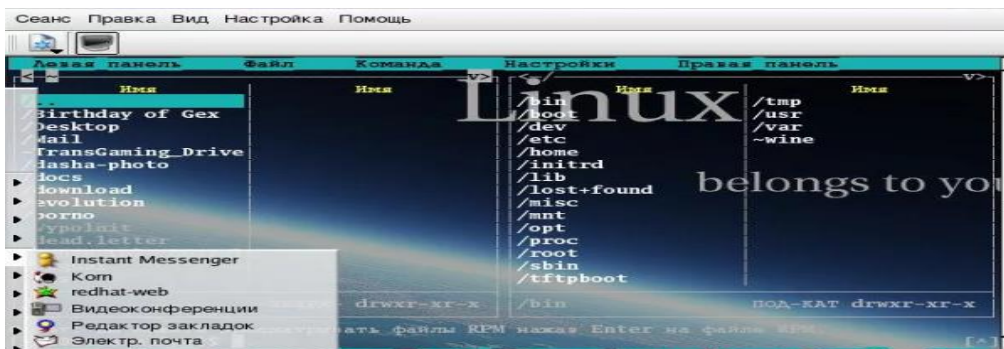 Сеанс Правка Вид Настройка Помощь
Левая панель Файл Команда Настройки Правая панель
Имя Имя Имя Имя
Linux
belongs to you
/..
/Birthday of Gex
/Desktop
/Mail
~TransGaming_Drive
/dasha-photo
/docs
/download
/evolution
/porno
/dead.letter
/bin
/boot
/dev
/etc
/home
/initrd
/lib
/lost+found
/misc
/mnt
/opt
/proc
/root
/sbin
/tftpboot
/tmp
/usr
/var
~wine
Instant Messenger
Korn
redhat-web
Видеоконференции
Редактор закладок
Электр. почта
drwxr-xr-x
/bin ПОД-КАТ drwxr-xr-x
файлы RPM нажав Enter на файле RPM.
[^]